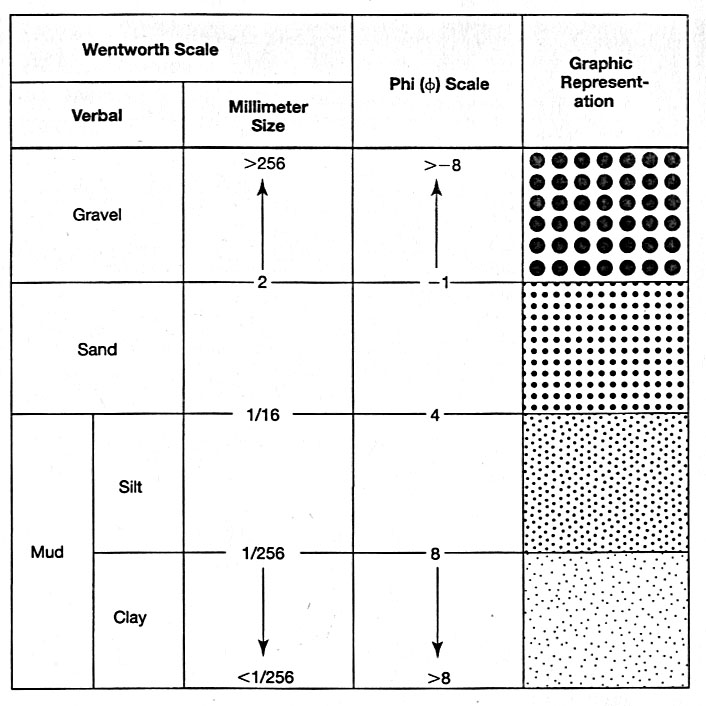 Wentworth Scale
Verbal
Millimeter
Size
Phi (ϕ) Scale
Graphic
Represent-
ation
Gravel
>256
>−8
2
−1
Sand
1/16
4
Mud
Silt
1/256
8
Clay
<1/256
>8